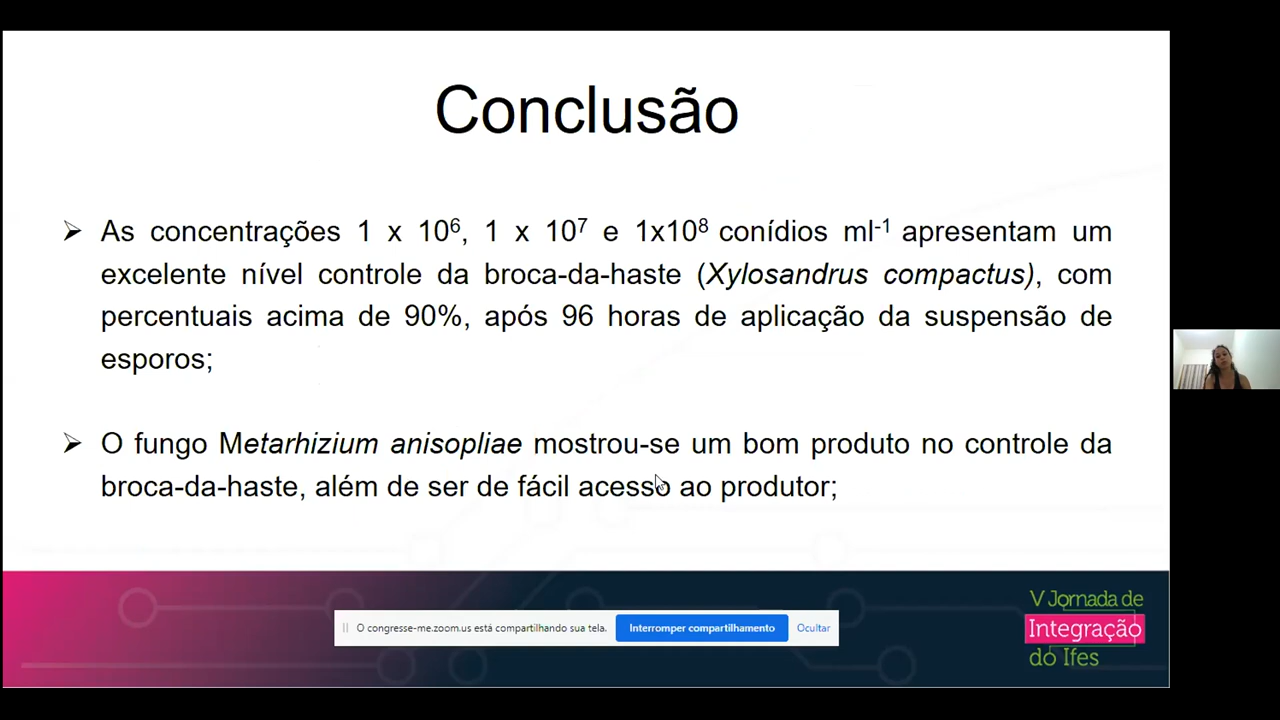 Conclusão
➢ As concentrações 1 x 10⁶, 1 x 10⁷ e 1x10⁸ conídios ml⁻¹ apresentam um
excelente nível controle da broca-da-haste (Xylosandrus compactus), com
percentuais acima de 90%, após 96 horas de aplicação da suspensão de
esporos;
➢ O fungo Metarhizium anisopliae mostrou-se um bom produto no controle da
broca-da-haste, além de ser de fácil acesso ao produtor;
O congresse-me.zoom.us está compartilhando sua tela. Interromper compartilhamento Ocultar
V Jornada de
Integração
do Ifes